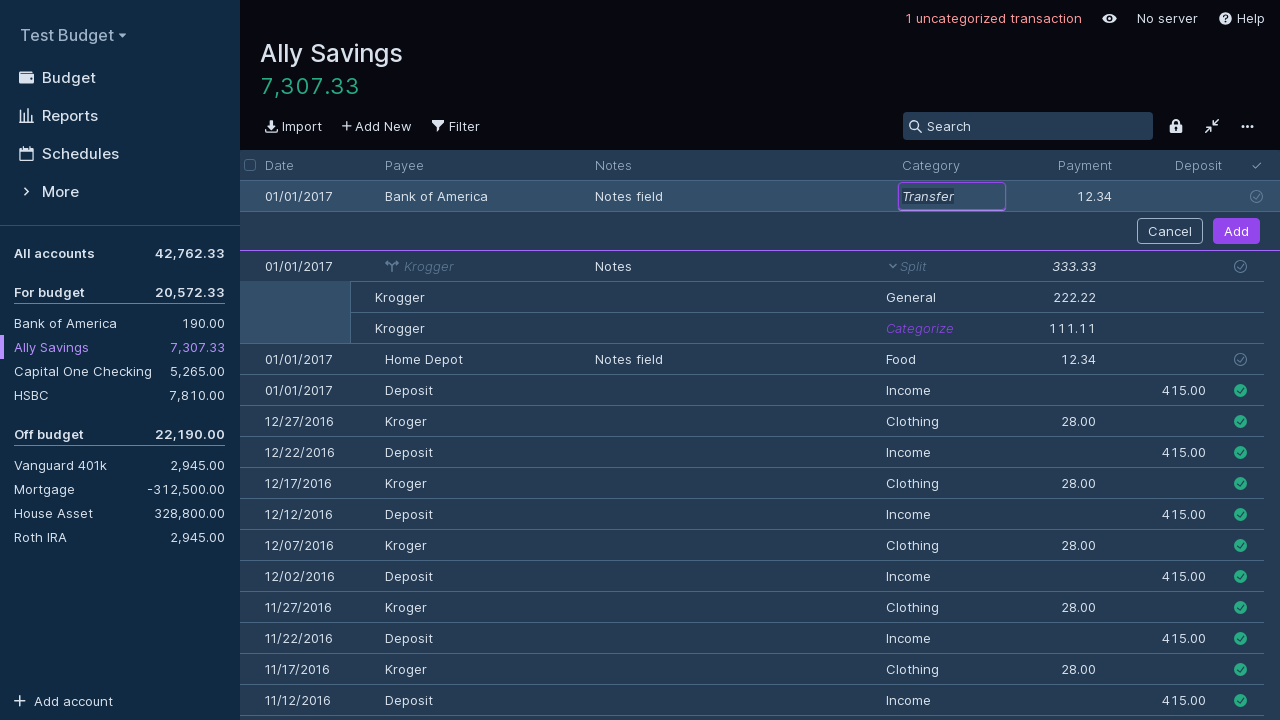 Test Budget
Budget
Reports
Schedules
More
All accounts 42,762.33
For budget 20,572.33
Bank of America 190.00
Ally Savings 7,307.33
Capital One Checking 5,265.00
HSBC 7,810.00
Off budget 22,190.00
Vanguard 401k 2,945.00
Mortgage -312,500.00
House Asset 328,800.00
Roth IRA 2,945.00
Add account
1 uncategorized transaction No server Help
Ally Savings
7,307.33
Import Add New Filter Search
Date Payee Notes Category Payment Deposit
01/01/2017 Bank of America Notes field Transfer 12.34
Cancel Add
01/01/2017 Krogger Notes Split 333.33
Krogger General 222.22
Krogger Categorize 111.11
01/01/2017 Home Depot Notes field Food 12.34
01/01/2017 Deposit Income 415.00
12/27/2016 Kroger Clothing 28.00
12/22/2016 Deposit Income 415.00
12/17/2016 Kroger Clothing 28.00
12/12/2016 Deposit Income 415.00
12/07/2016 Kroger Clothing 28.00
12/02/2016 Deposit Income 415.00
11/27/2016 Kroger Clothing 28.00
11/22/2016 Deposit Income 415.00
11/17/2016 Kroger Clothing 28.00
11/12/2016 Deposit Income 415.00